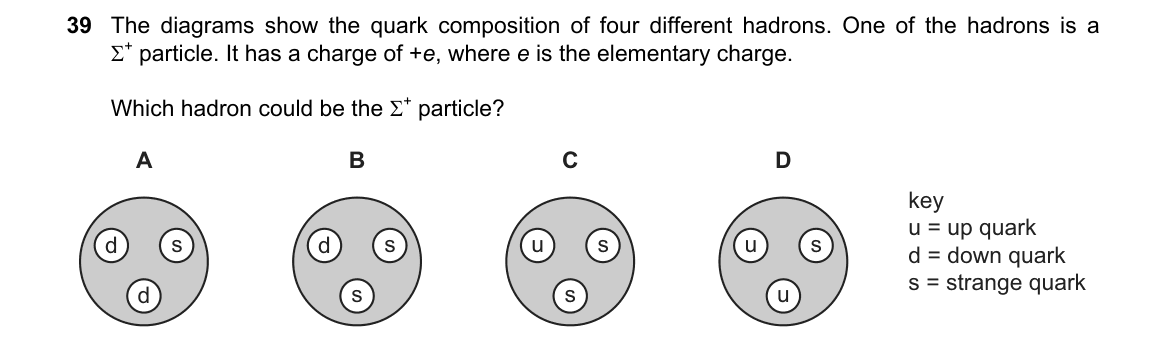 39 The diagrams show the quark composition of four different hadrons. One of the hadrons is a
Σ⁺ particle. It has a charge of +e, where e is the elementary charge.
Which hadron could be the Σ⁺ particle?
A B C D
key
u = up quark
d = down quark
s = strange quark
d s d s u s u s
d s s u